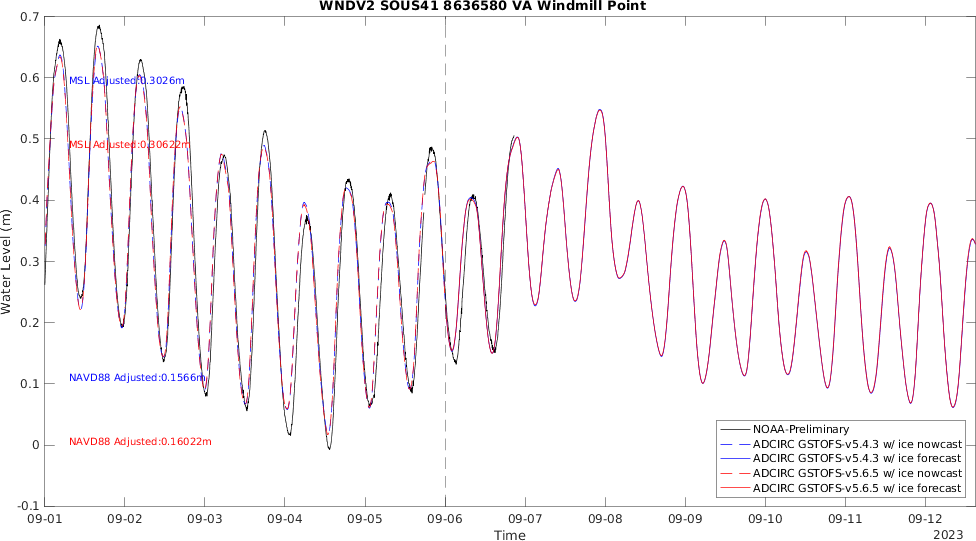 WNDV2 SOUS41 8636580 VA Windmill Point
0.7
0.6
0.5
0.4
0.3
0.2
0.1
0
-0.1
Water Level (m)
MSL Adjusted:0.3026m
MSL Adjusted:0.30622m
NAVD88 Adjusted:0.1566m
NAVD88 Adjusted:0.16022m
NOAA-Preliminary
ADCIRC GSTOFS-v5.4.3 w/ ice nowcast
ADCIRC GSTOFS-v5.4.3 w/ ice forecast
ADCIRC GSTOFS-v5.6.5 w/ ice nowcast
ADCIRC GSTOFS-v5.6.5 w/ ice forecast
09-01 09-02 09-03 09-04 09-05 09-06 09-07 09-08 09-09 09-10 09-11 09-12
Time
2023